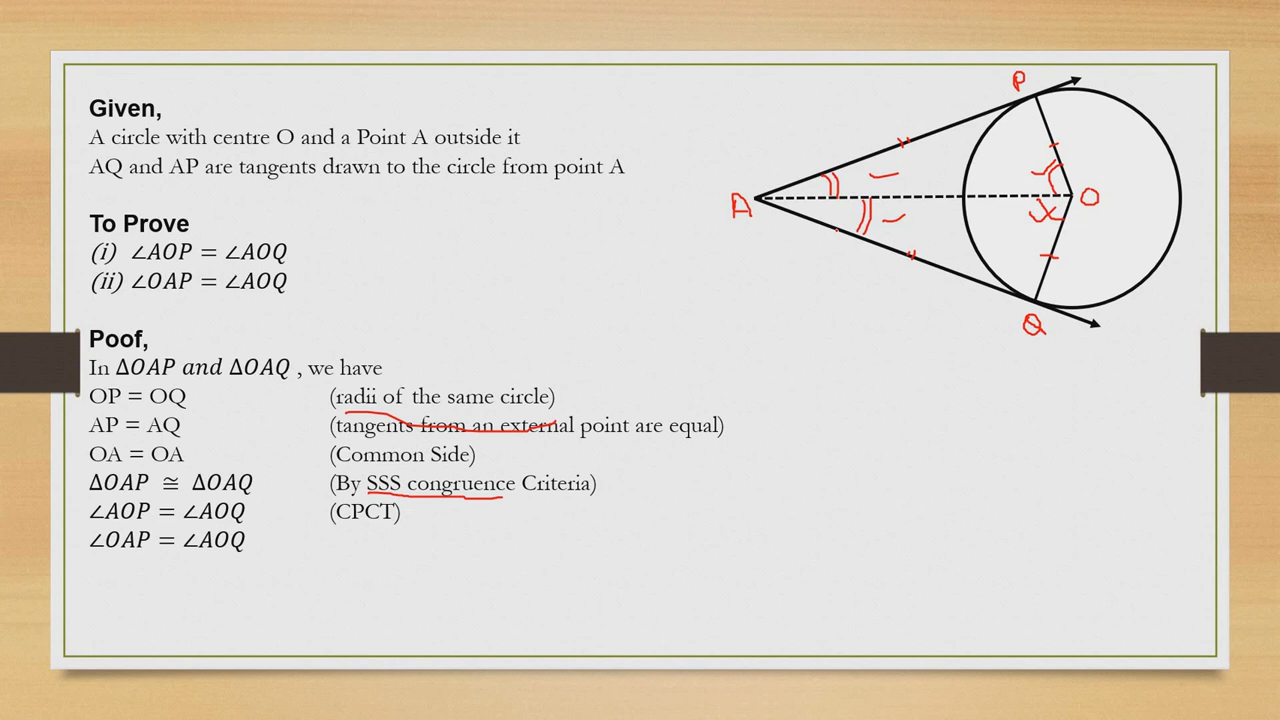 Given,
A circle with centre O and a Point A outside it
AQ and AP are tangents drawn to the circle from point A
To Prove
(i) ∠AOP = ∠AOQ
(ii) ∠OAP = ∠AOQ
Poof,
In ΔOAP and ΔOAQ , we have
OP = OQ (radii of the same circle)
AP = AQ (tangents from an external point are equal)
OA = OA (Common Side)
ΔOAP ≅ ΔOAQ (By SSS congruence Criteria)
∠AOP = ∠AOQ (CPCT)
∠OAP = ∠AOQ
P
A
O
Q